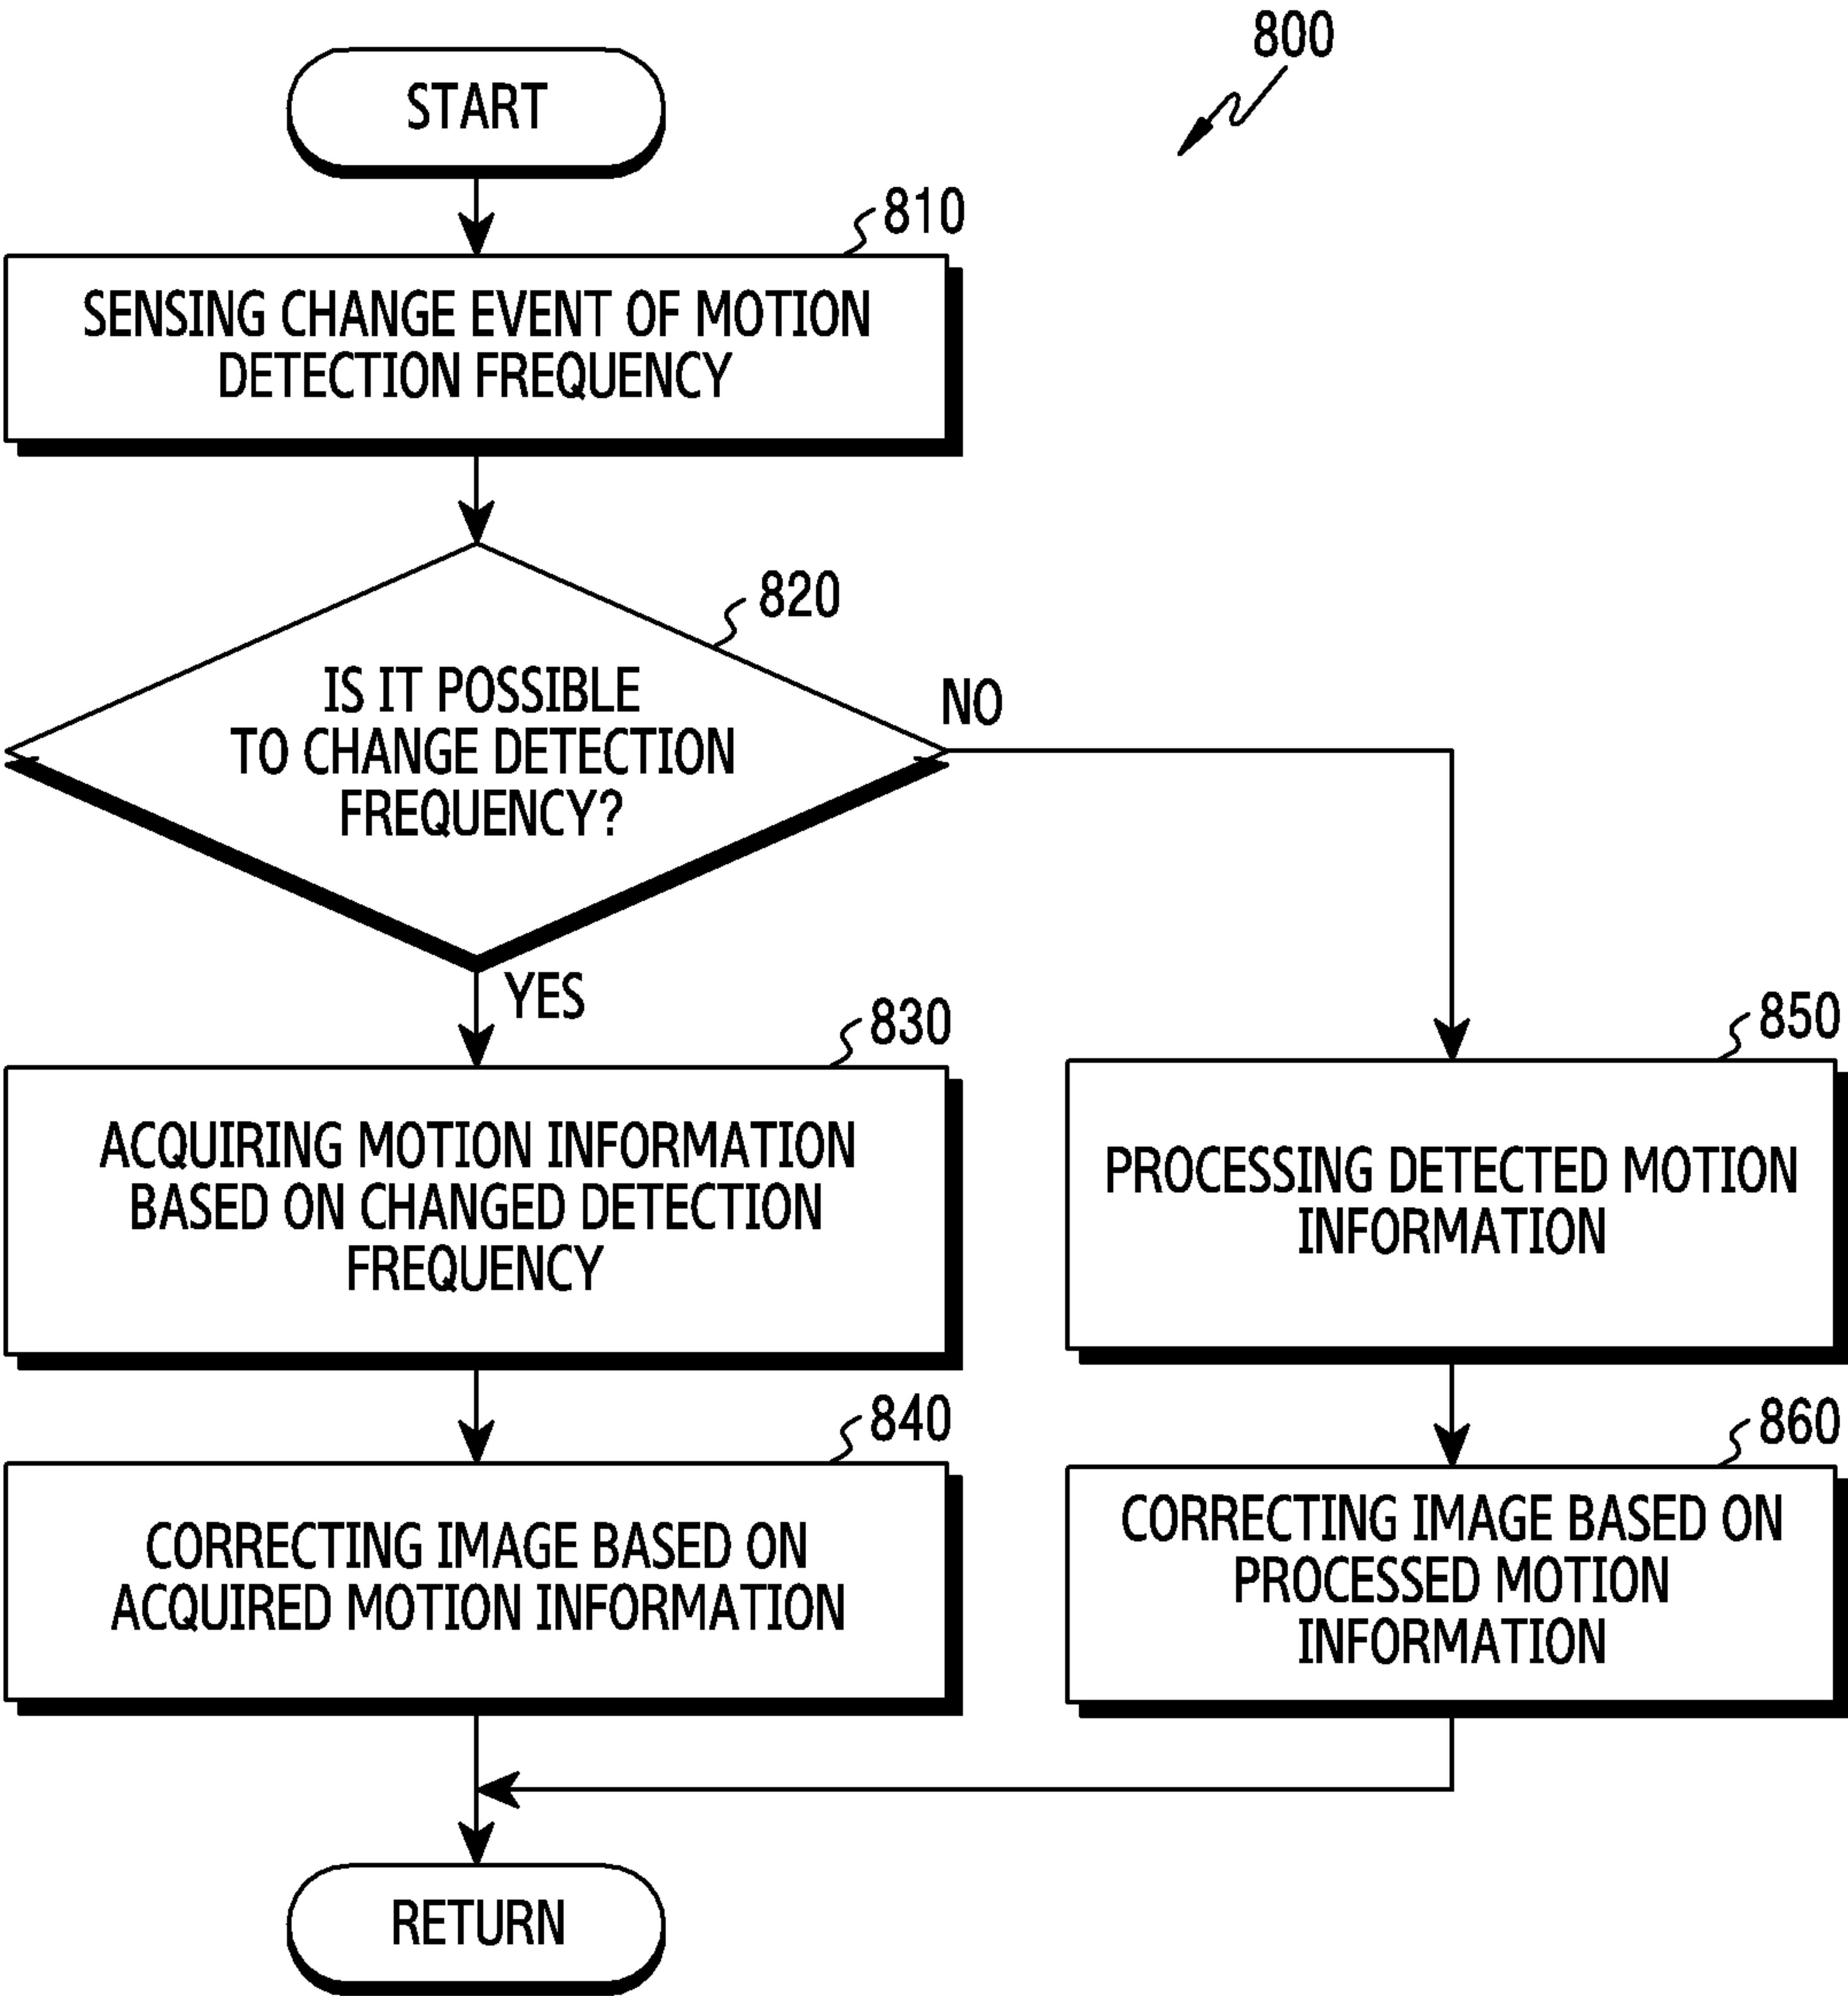 800
START
810
SENSING CHANGE EVENT OF MOTION
DETECTION FREQUENCY
820
IS IT POSSIBLE
TO CHANGE DETECTION
FREQUENCY?
NO
YES
830
ACQUIRING MOTION INFORMATION
BASED ON CHANGED DETECTION
FREQUENCY
850
PROCESSING DETECTED MOTION
INFORMATION
840
CORRECTING IMAGE BASED ON
ACQUIRED MOTION INFORMATION
860
CORRECTING IMAGE BASED ON
PROCESSED MOTION
INFORMATION
RETURN